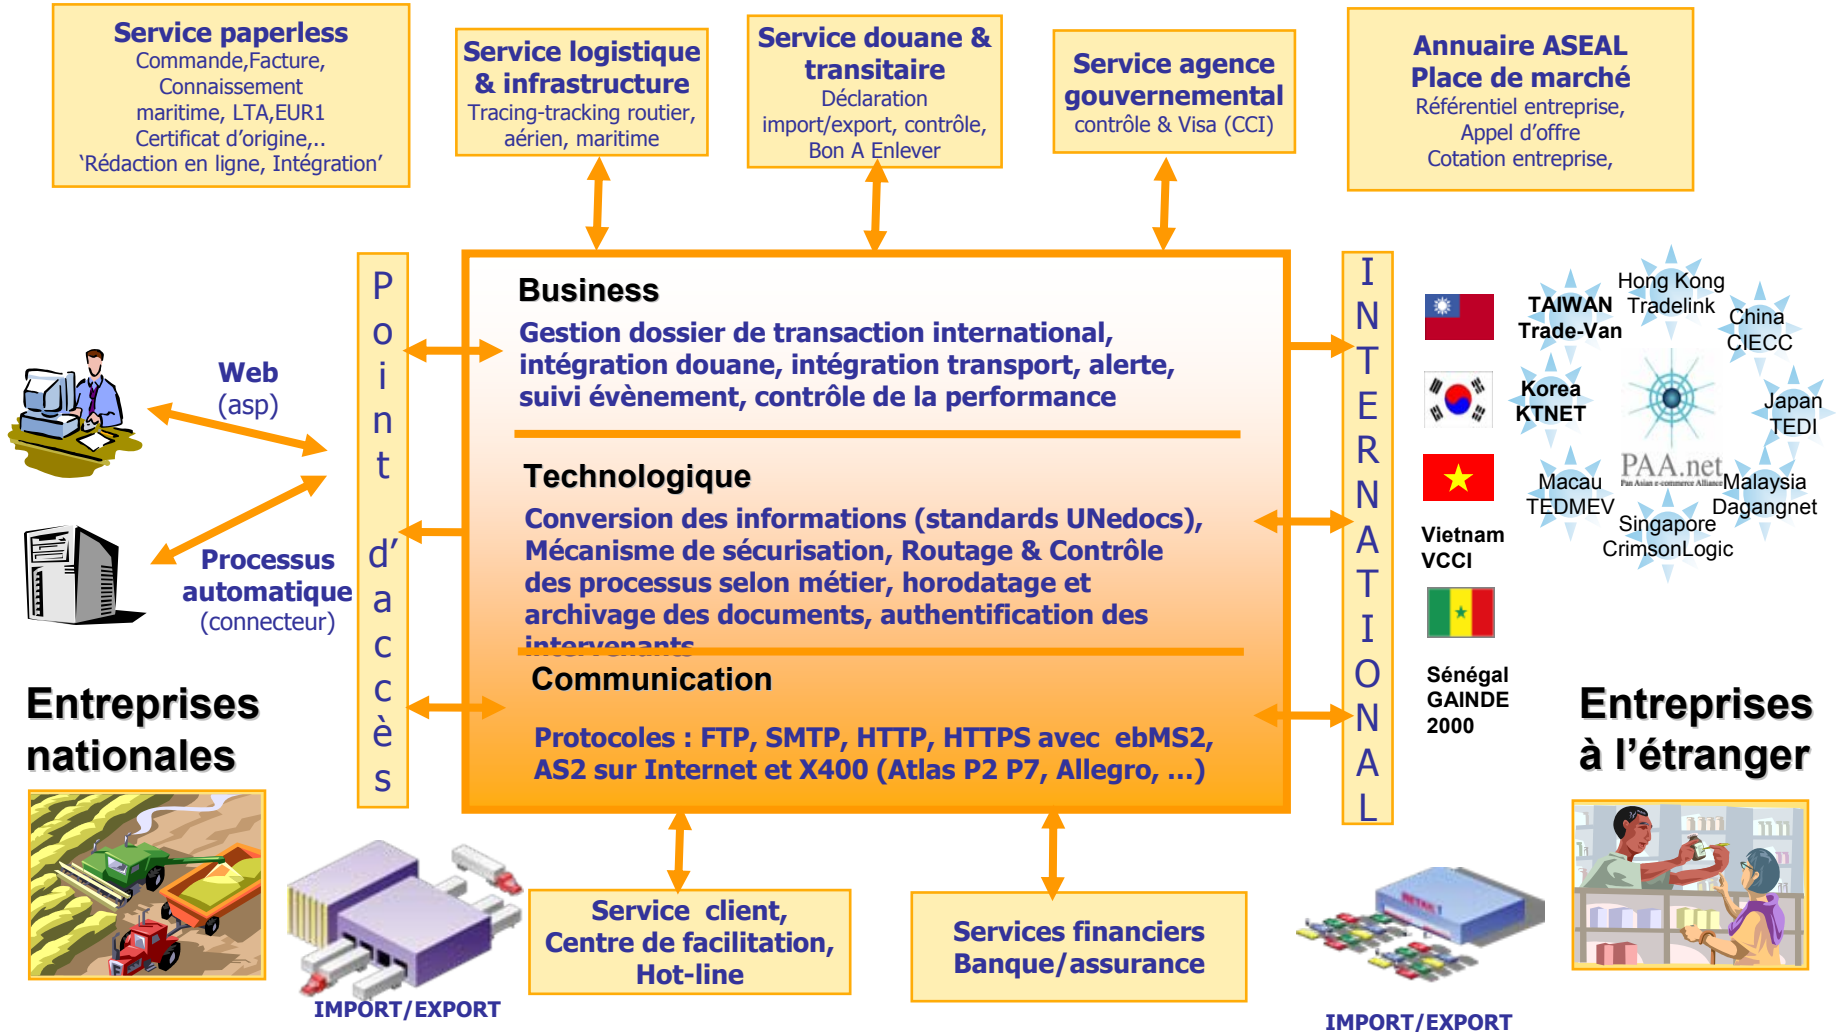 Service paperless
Commande,Facture,
Connaissement
maritime, LTA,EUR1
Certificat d’origine,..
‘Rédaction en ligne, Intégration’
Service logistique
& infrastructure
Tracing-tracking routier,
aérien, maritime
Service douane &
transitaire
Déclaration
import/export, contrôle,
Bon A Enlever
Service agence
gouvernemental
contrôle & Visa (CCI)
Annuaire ASEAL
Place de marché
Référentiel entreprise,
Appel d’offre
Cotation entreprise,
Web
(asp)
Processus
automatique
(connecteur)
Entreprises
nationales
Point d’accès
Business
Gestion dossier de transaction international,
intégration douane, intégration transport, alerte,
suivi évènement, contrôle de la performance
Technologique
Conversion des informations (standards UNedocs),
Mécanisme de sécurisation, Routage & Contrôle
des processus selon métier, horodatage et
archivage des documents, authentification des
intervenants
Communication
Protocoles : FTP, SMTP, HTTP, HTTPS avec ebMS2,
AS2 sur Internet et X400 (Atlas P2 P7, Allegro, ...)
INTERNATIONAL
TAIWAN
Trade-Van
Hong Kong
Tradelink
China
CIECC
Korea
KTNET
Japan
TEDI
PAA.net
Pan Asian e-commerce Alliance
Macau
TEDMEV
Malaysia
Dagangnet
Singapore
CrimsonLogic
Vietnam
VCCI
Sénégal
GAINDE
2000
Entreprises
à l’étranger
IMPORT/EXPORT
Service client,
Centre de facilitation,
Hot-line
Services financiers
Banque/assurance
RETAIL 1
IMPORT/EXPORT